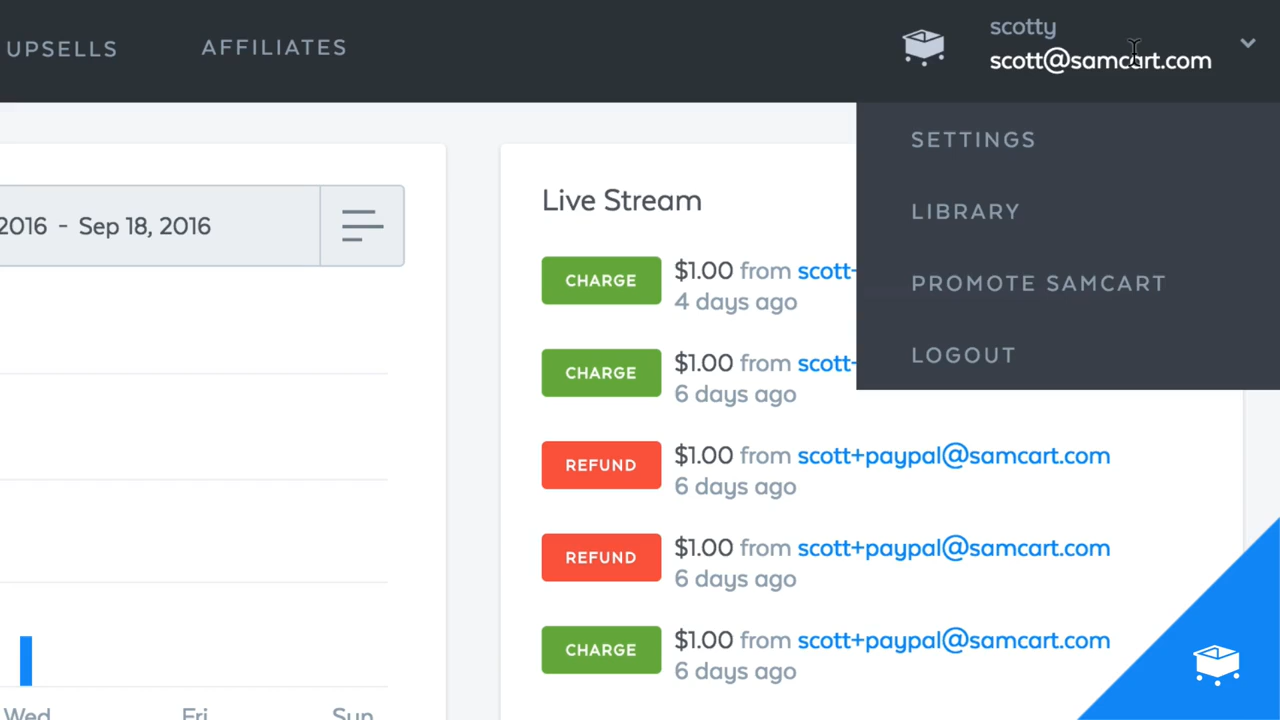 UPSELLS
AFFILIATES
scotty
scott@samcart.com
SETTINGS
LIBRARY
PROMOTE SAMCART
LOGOUT
2016 - Sep 18, 2016
Wed
Fri
Sun
Live Stream
CHARGE
$1.00 from scott+
4 days ago
CHARGE
$1.00 from scott+
6 days ago
REFUND
$1.00 from scott+paypal@samcart.com
6 days ago
REFUND
$1.00 from scott+paypal@samcart.com
6 days ago
CHARGE
$1.00 from scott+paypal@samcart.com
6 days ago